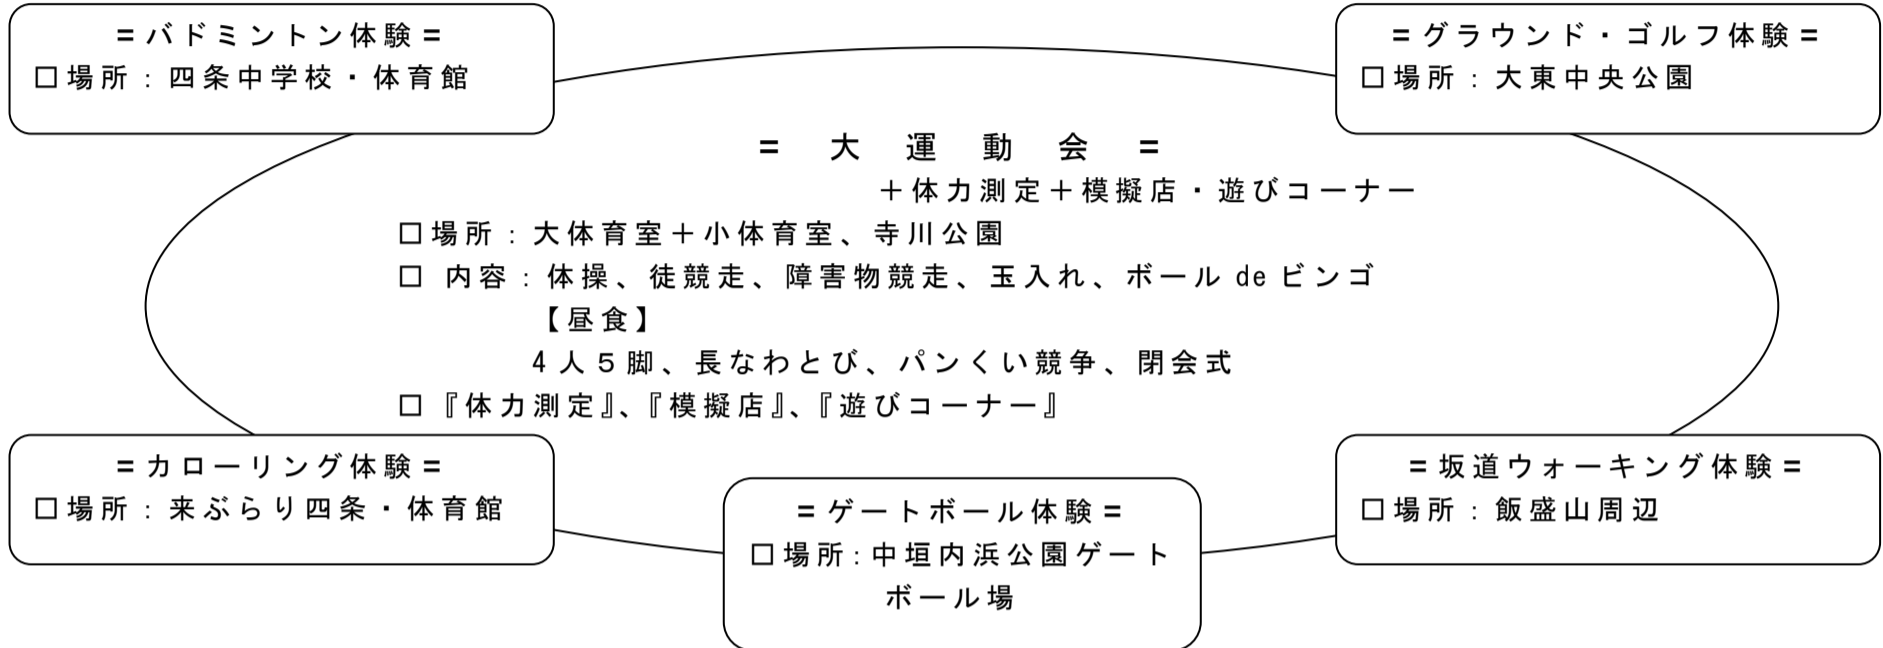 =バドミントン体験=
□場所：四条中学校・体育館
=グラウンド・ゴルフ体験=
□場所：大東中央公園
= 大 運 動 会 =
＋体力測定＋模擬店・遊びコーナー
□場所：大体育室＋小体育室、寺川公園
□ 内容：体操、徒競走、障害物競走、玉入れ、ボール de ビンゴ
【昼食】
4 人５脚、長なわとび、パンくい競争、閉会式
□『体力測定』、『模擬店』、『遊びコーナー』
=カローリング体験=
□場所：来ぶらり四条・体育館
=ゲートボール体験=
□場所：中垣内浜公園ゲート
ボール場
=坂道ウォーキング体験=
□場所：飯盛山周辺